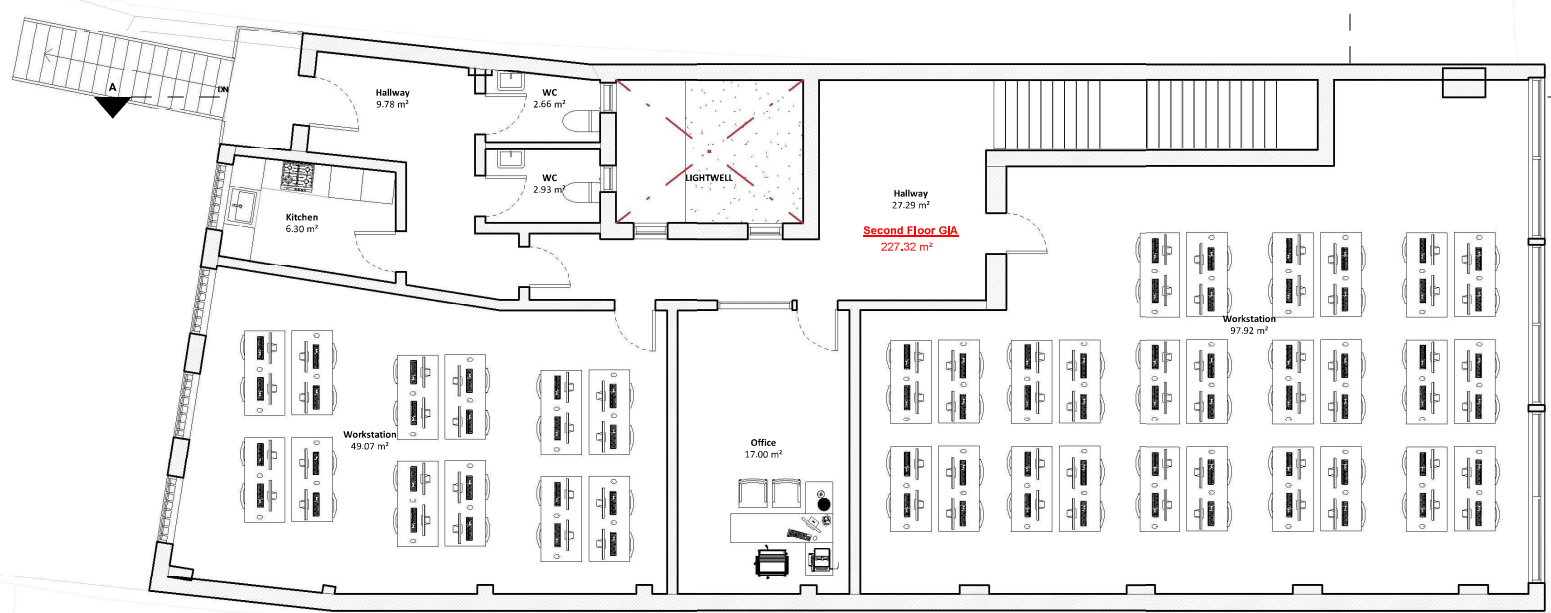 A
DN
Hallway
9.78 m²
WC
2.66 m²
WC
2.93 m²
LIGHTWELL
Kitchen
6.30 m²
Hallway
27.29 m²
Second Floor GIA
227.32 m²
Workstation
97.92 m²
Workstation
49.07 m²
Office
17.00 m²